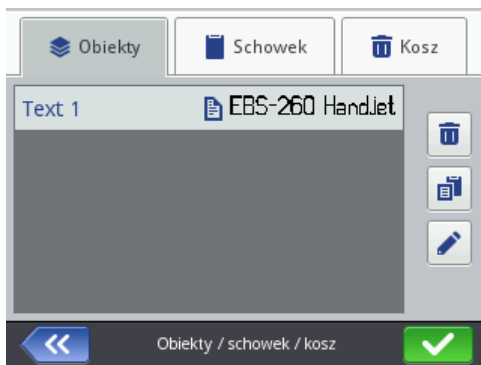 Obiekty Schowek Kosz
Text 1 EBS-260 HandJet
Obiekty / schowek / kosz